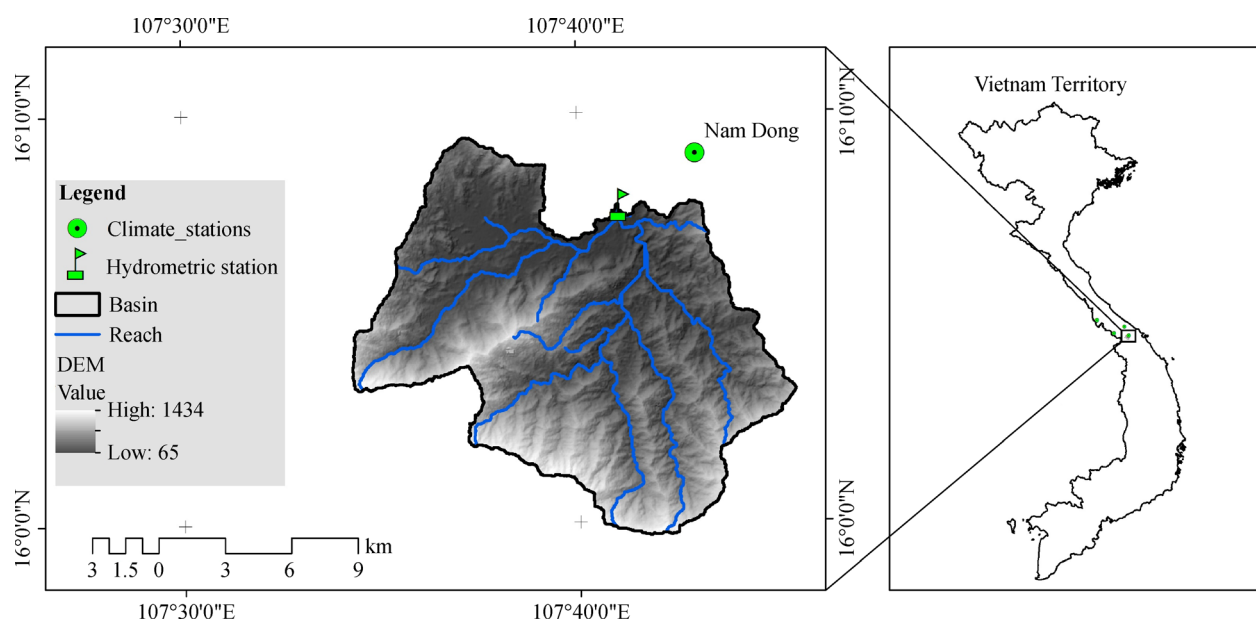 107°30'0"E
107°40'0"E
16°10'0"N
16°10'0"N
Vietnam Territory
Nam Dong
Legend
Climate_stations
Hydrometric station
Basin
Reach
DEM
Value
High: 1434
Low: 65
16°0'0"N
16°0'0"N
km
3 1.5 0 3 6 9
107°30'0"E
107°40'0"E